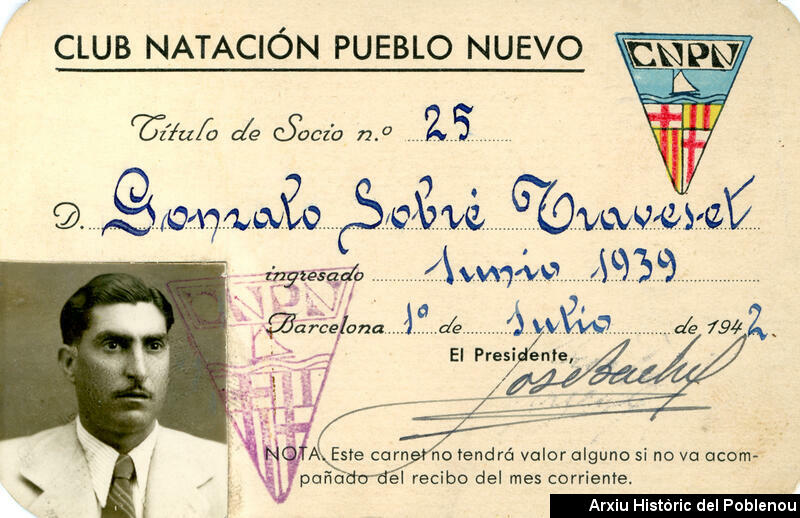 CLUB NATACIÓN PUEBLO NUEVO
CNPN
Título de Socio n.º 25
D. Gonzalo Sobré Traveset
ingresado Junio 1939
CNPN
Barcelona 1º de Julio de 1942.
El Presidente,
NOTA. Este carnet no tendrá valor alguno si no va acom-
pañado del recibo del mes corriente.
Arxiu Històric del Poblenou